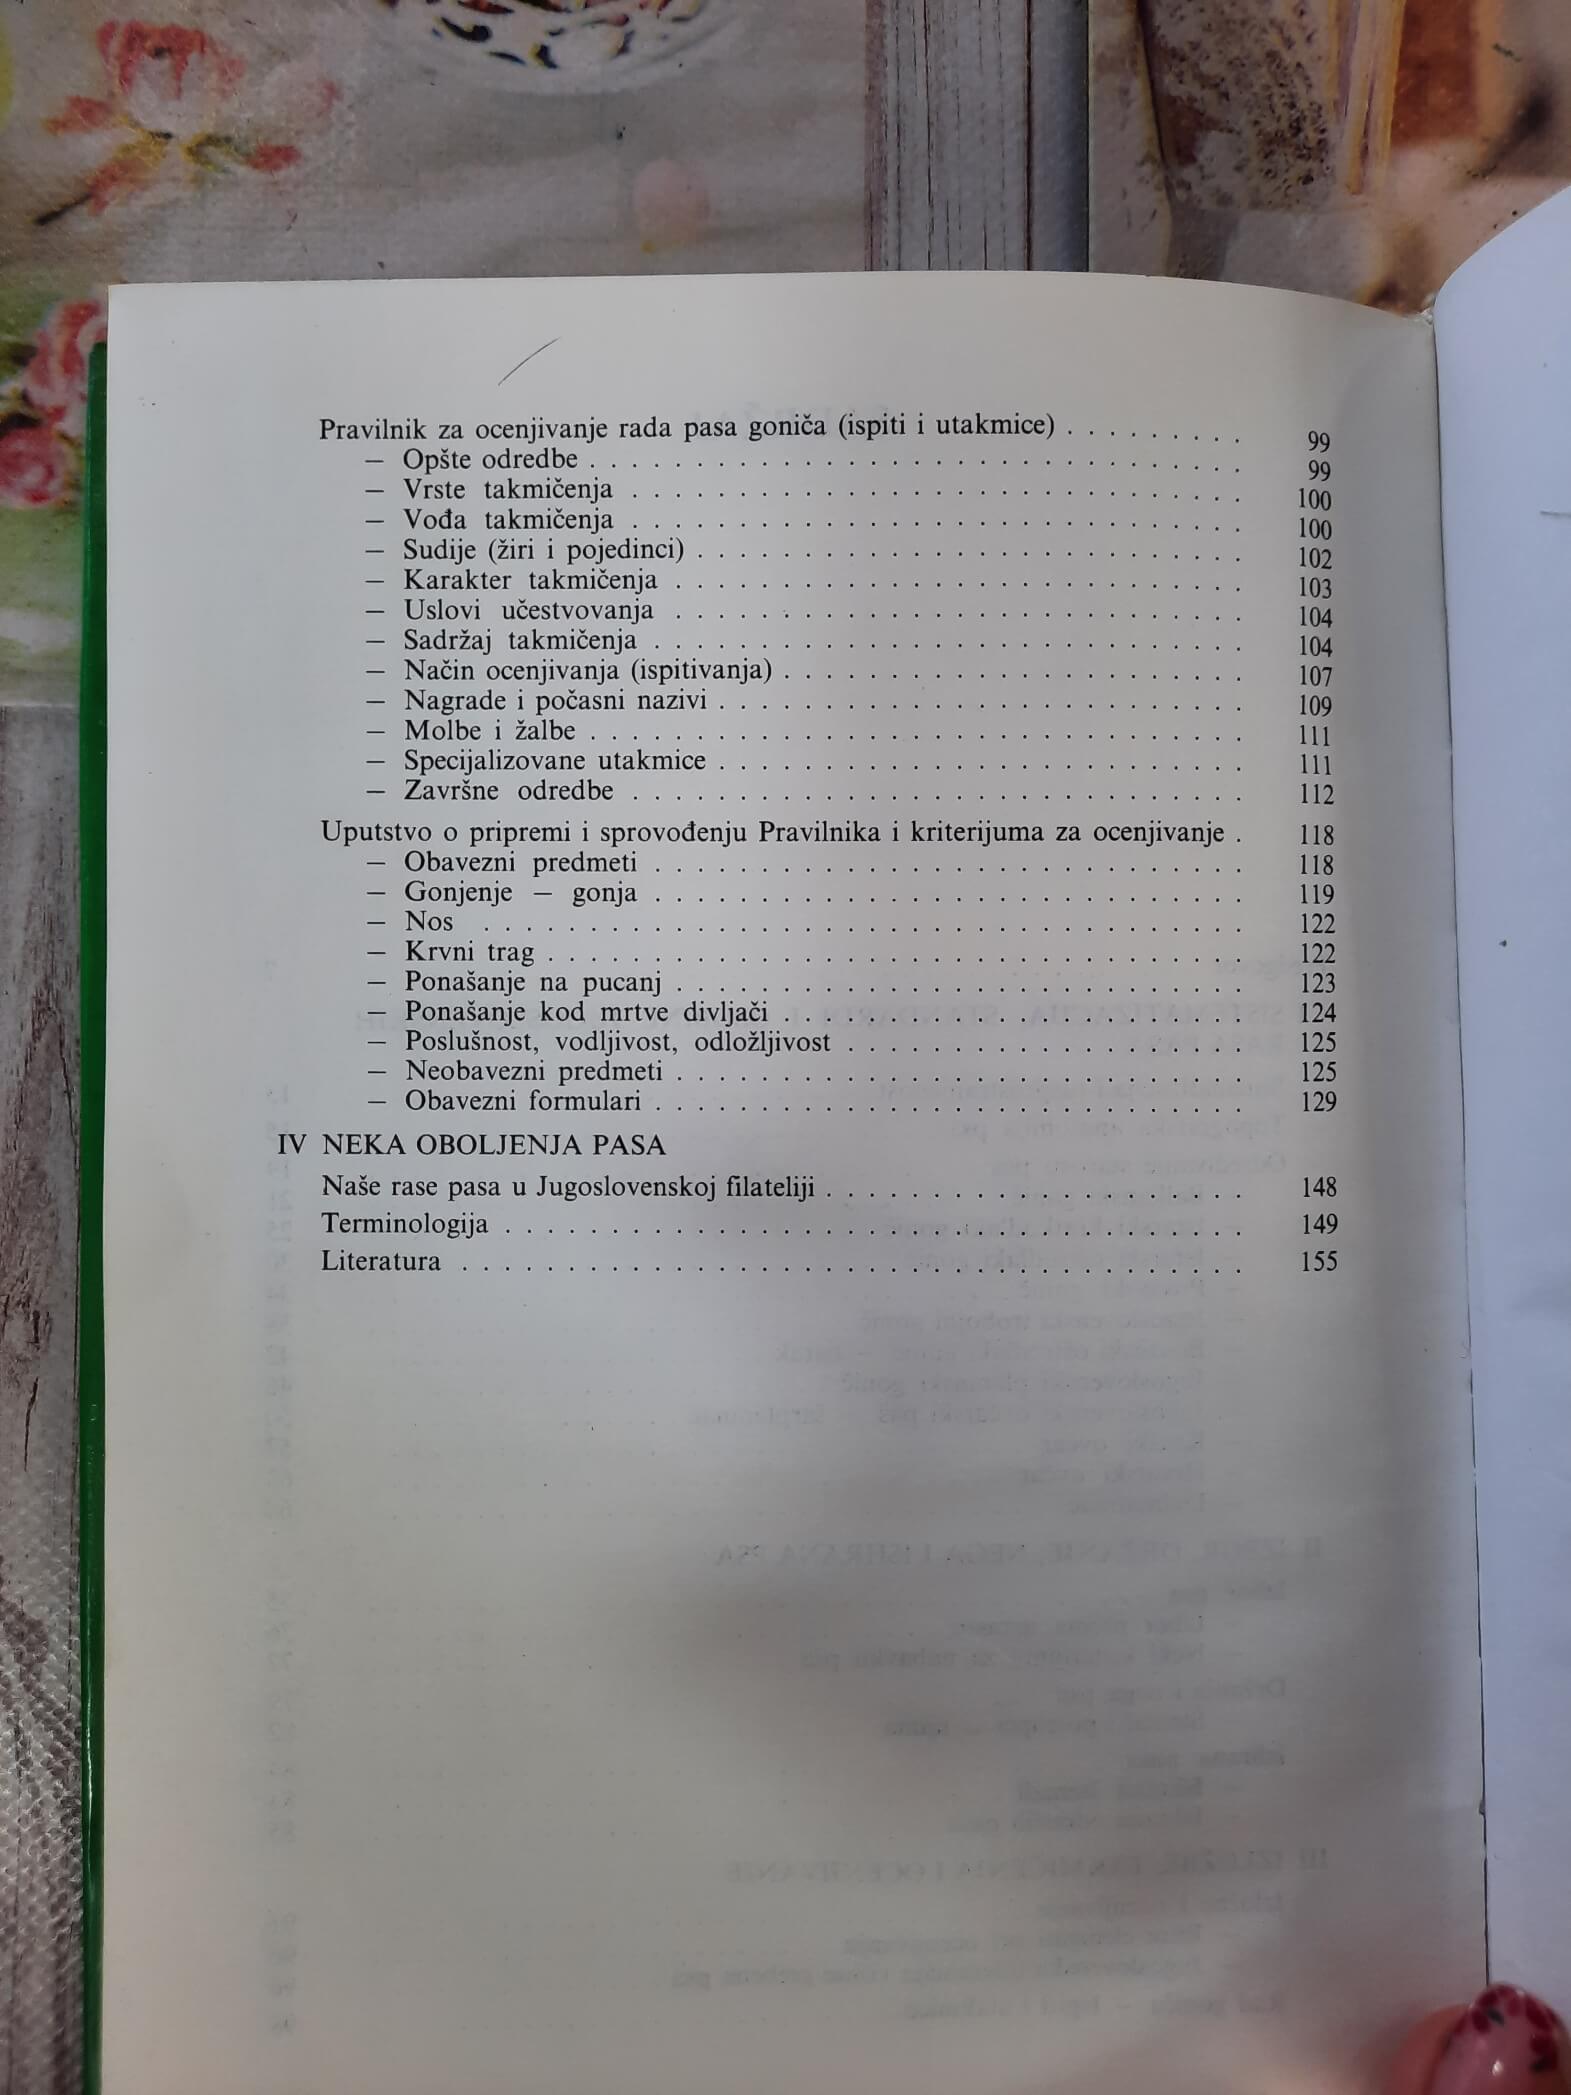 Pravilnik za ocenjivanje rada pasa goniča (ispiti i utakmice) . . . . . . . . . 99
— Opšte odredbe . . . . . . . . . . . . . . . . . . . . . . . . . . . . . . . 99
— Vrste takmičenja . . . . . . . . . . . . . . . . . . . . . . . . . . . . . 100
— Vođa takmičenja . . . . . . . . . . . . . . . . . . . . . . . . . . . . . 100
— Sudije (žiri i pojedinci) . . . . . . . . . . . . . . . . . . . . . . . . . . 102
— Karakter takmičenja . . . . . . . . . . . . . . . . . . . . . . . . . . . 103
— Uslovi učestvovanja . . . . . . . . . . . . . . . . . . . . . . . . . . . 104
— Sadržaj takmičenja . . . . . . . . . . . . . . . . . . . . . . . . . . . . 104
— Način ocenjivanja (ispitivanja) . . . . . . . . . . . . . . . . . . . . . . 107
— Nagrade i počasni nazivi . . . . . . . . . . . . . . . . . . . . . . . . . 109
— Molbe i žalbe . . . . . . . . . . . . . . . . . . . . . . . . . . . . . . . 111
— Specijalizovane utakmice . . . . . . . . . . . . . . . . . . . . . . . . . 111
— Završne odredbe . . . . . . . . . . . . . . . . . . . . . . . . . . . . . 112
Uputstvo o pripremi i sprovođenju Pravilnika i kriterijuma za ocenjivanje . 118
— Obavezni predmeti . . . . . . . . . . . . . . . . . . . . . . . . . . . . 118
— Gonjenje — gonja . . . . . . . . . . . . . . . . . . . . . . . . . . . . 119
— Nos . . . . . . . . . . . . . . . . . . . . . . . . . . . . . . . . . . . . 122
— Krvni trag . . . . . . . . . . . . . . . . . . . . . . . . . . . . . . . . . 122
— Ponašanje na pucanj . . . . . . . . . . . . . . . . . . . . . . . . . . . 123
— Ponašanje kod mrtve divljači . . . . . . . . . . . . . . . . . . . . . 124
— Poslušnost, vodljivost, odložljivost . . . . . . . . . . . . . . . . . . . 125
— Neobavezni predmeti . . . . . . . . . . . . . . . . . . . . . . . . . . . 125
— Obavezni formulari . . . . . . . . . . . . . . . . . . . . . . . . . . . . 129
IV NEKA OBOLJENJA PASA
Naše rase pasa u Jugoslovenskoj filateliji . . . . . . . . . . . . . . . . . . . . 148
Terminologija . . . . . . . . . . . . . . . . . . . . . . . . . . . . . . . . . . . 149
Literatura . . . . . . . . . . . . . . . . . . . . . . . . . . . . . . . . . . . . . 155